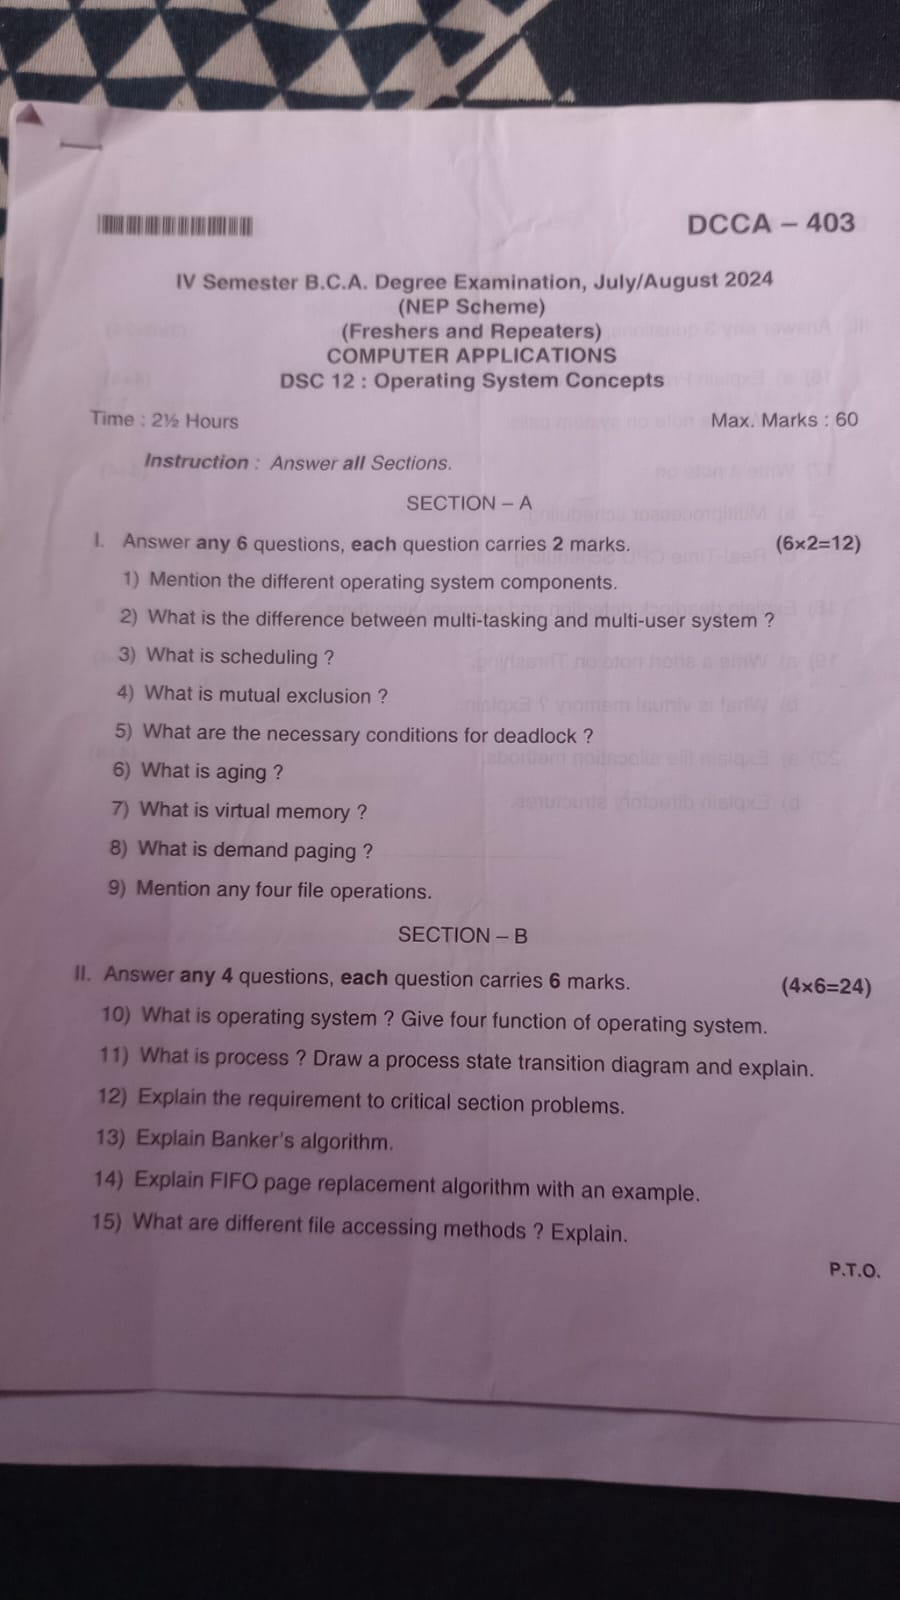 DCCA – 403
IV Semester B.C.A. Degree Examination, July/August 2024
(NEP Scheme)
(Freshers and Repeaters)
COMPUTER APPLICATIONS
DSC 12 : Operating System Concepts
Time : 2½ Hours Max. Marks : 60
Instruction : Answer all Sections.
SECTION – A
I. Answer any 6 questions, each question carries 2 marks. (6×2=12)
1) Mention the different operating system components.
2) What is the difference between multi-tasking and multi-user system ?
3) What is scheduling ?
4) What is mutual exclusion ?
5) What are the necessary conditions for deadlock ?
6) What is aging ?
7) What is virtual memory ?
8) What is demand paging ?
9) Mention any four file operations.
SECTION – B
II. Answer any 4 questions, each question carries 6 marks. (4×6=24)
10) What is operating system ? Give four function of operating system.
11) What is process ? Draw a process state transition diagram and explain.
12) Explain the requirement to critical section problems.
13) Explain Banker's algorithm.
14) Explain FIFO page replacement algorithm with an example.
15) What are different file accessing methods ? Explain.
P.T.O.